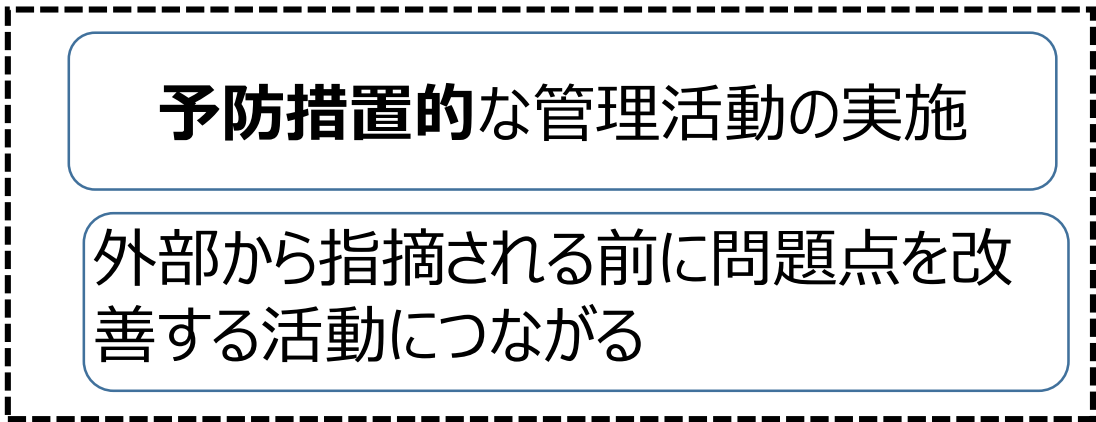 予防措置的な管理活動の実施
外部から指摘される前に問題点を改
善する活動につながる